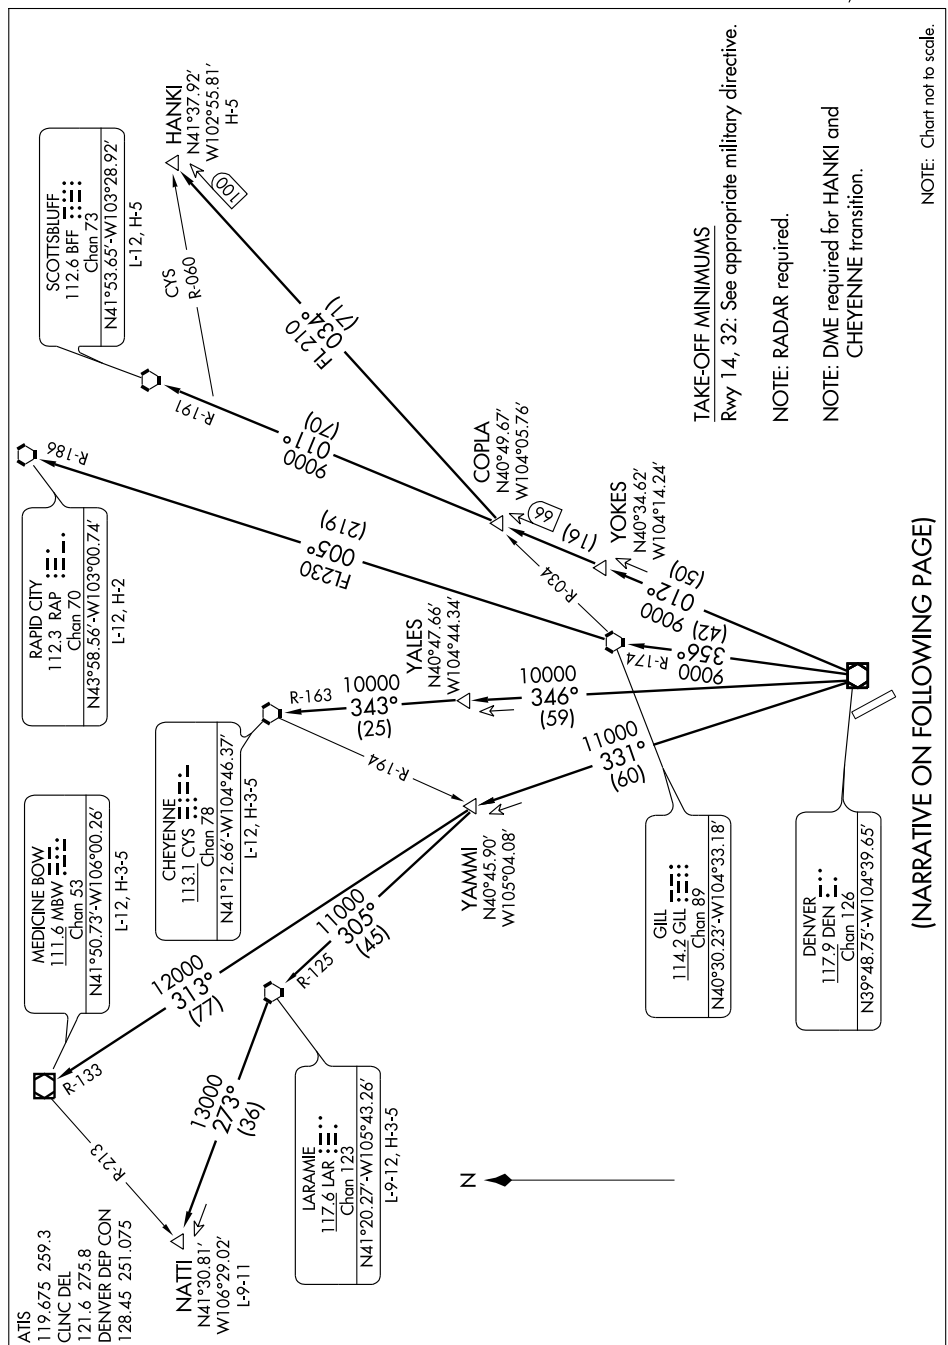 ATIS
119.675 259.3
CLNC DEL
121.6 275.8
DENVER DEP CON
128.45 251.075
MEDICINE BOW
111.6 MBW
Chan 53
N41°50.73'-W106°00.26'
L-12, H-3-5
RAPID CITY
112.3 RAP
Chan 70
N43°58.56'-W103°00.74'
L-12, H-2
SCOTTSBLUFF
112.6 BFF
Chan 73
N41°53.65'-W103°28.92'
L-12, H-5
HANKI
N41°37.92'
W102°55.81'
H-5
100
CYS
R-060
FL210
034°
(71)
R-191
9000
011°
(70)
R-186
FL230
005°
(219)
CHEYENNE
113.1 CYS
Chan 78
N41°12.66'-W104°46.37'
L-12, H-3-5
R-163
10000
343°
(25)
R-194
YALES
N40°47.66'
W104°44.34'
R-133
12000
313°
(77)
R-213
NATTI
N41°30.81'
W106°29.02'
L-9-11
13000
273°
(36)
R-125
11000
305°
(45)
LARAMIE
117.6 LAR
Chan 123
N41°20.27'-W105°43.26'
L-9-12, H-3-5
YAMMI
N40°45.90'
W105°04.08'
COPLA
N40°49.67'
W104°05.76'
66
R-034
(16)
YOKES
N40°34.62'
W104°14.24'
10000
346°
(59)
11000
331°
(60)
R-174
9000
356°
(42)
9000
012°
(50)
GILL
114.2 GLL
Chan 89
N40°30.23'-W104°33.18'
DENVER
117.9 DEN
Chan 126
N39°48.75'-W104°39.65'
N
TAKE-OFF MINIMUMS
Rwy 14, 32: See appropriate military directive.
NOTE: RADAR required.
NOTE: DME required for HANKI and
CHEYENNE transition.
NOTE: Chart not to scale.
(NARRATIVE ON FOLLOWING PAGE)